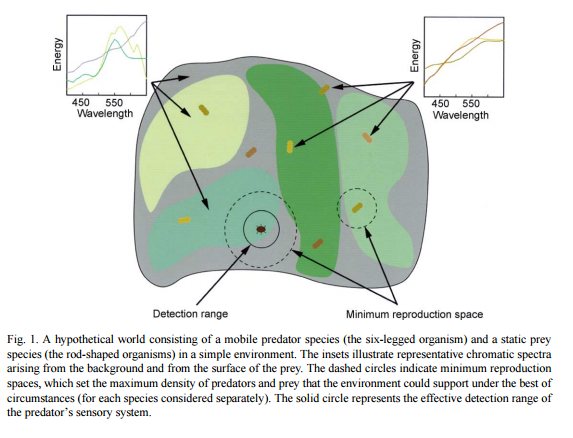 Energy
450 550
Wavelength
Energy
450 550
Wavelength
Detection range
Minimum reproduction space
Fig. 1. A hypothetical world consisting of a mobile predator species (the six-legged organism) and a static prey
species (the rod-shaped organisms) in a simple environment. The insets illustrate representative chromatic spectra
arising from the background and from the surface of the prey. The dashed circles indicate minimum reproduction
spaces, which set the maximum density of predators and prey that the environment could support under the best of
circumstances (for each species considered separately). The solid circle represents the effective detection range of
the predator's sensory system.